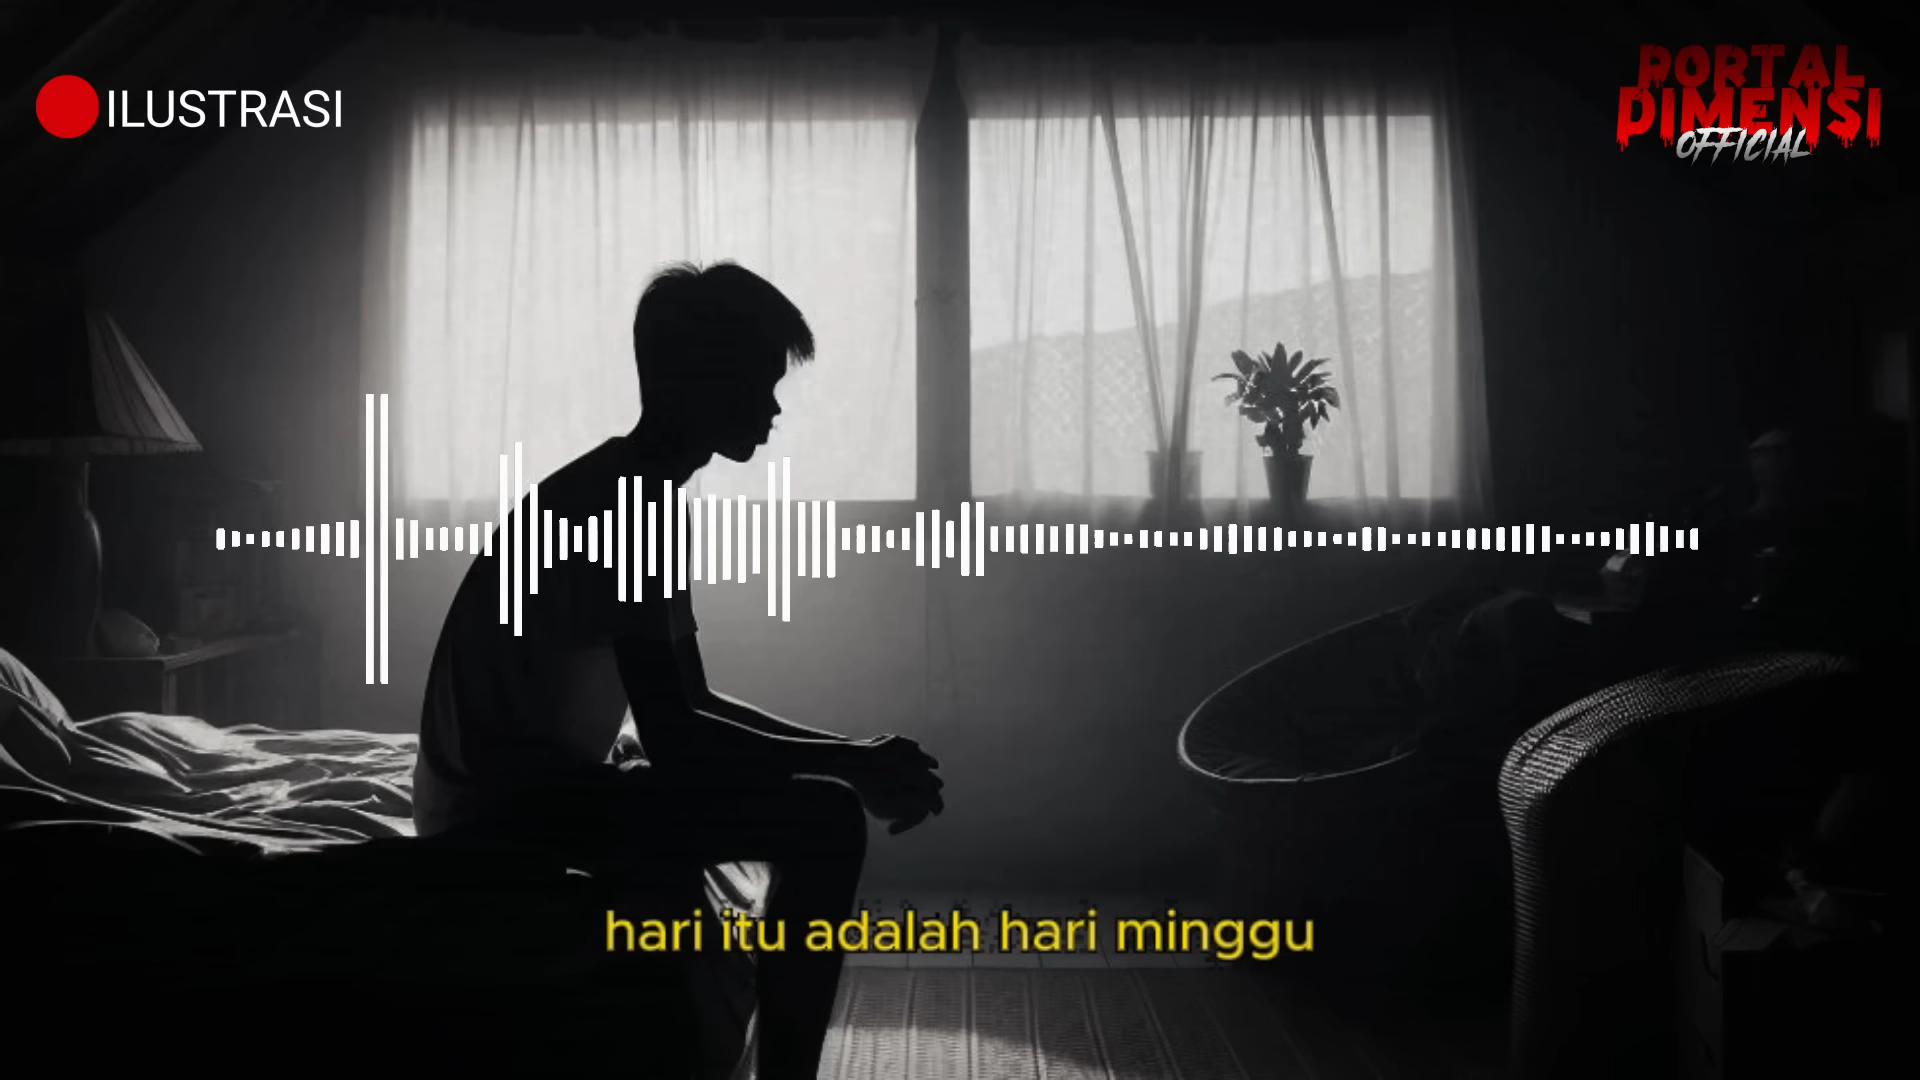 ILUSTRASI
PORTAL
DIMENSI
OFFICIAL
hari itu adalah hari minggu